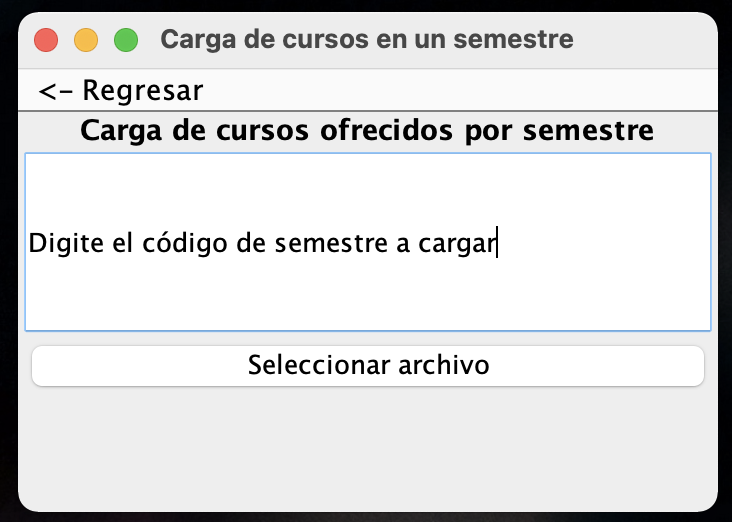 Carga de cursos en un semestre
<- Regresar
Carga de cursos ofrecidos por semestre
Digite el código de semestre a cargar
Seleccionar archivo